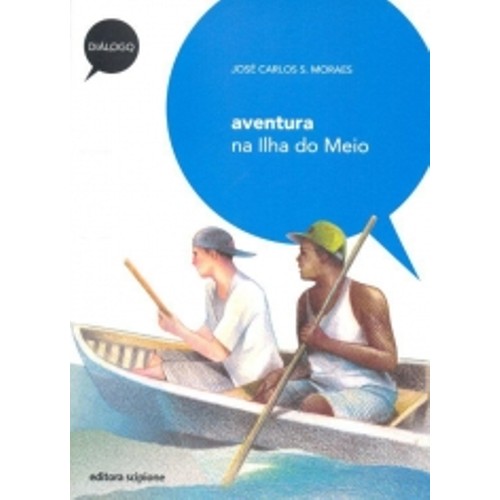 DIÁLOGO
JOSÉ CARLOS S. MORAES
aventura
na Ilha do Meio
editora scipione